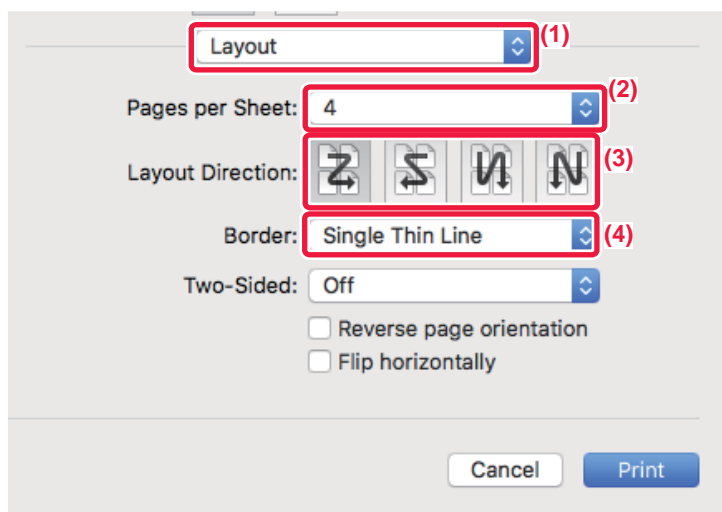 Layout (1)
Pages per Sheet: 4 (2)
Layout Direction: (3)
Border: Single Thin Line (4)
Two-Sided: Off
Reverse page orientation
Flip horizontally
Cancel Print